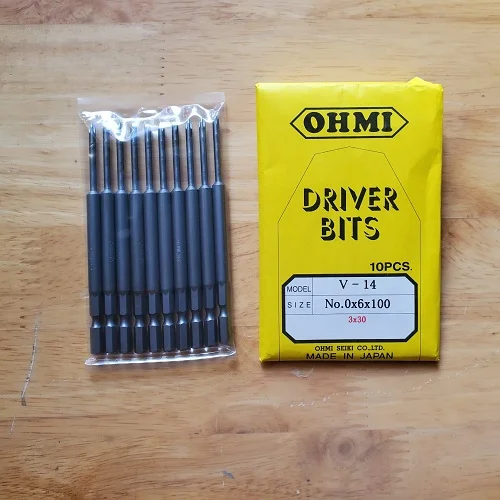 OHMI
DRIVER
BITS
10PCS.
MODEL V - 14
SIZE No.0x6x100
3x30
OHMI SEIKI CO.,LTD.
MADE IN JAPAN